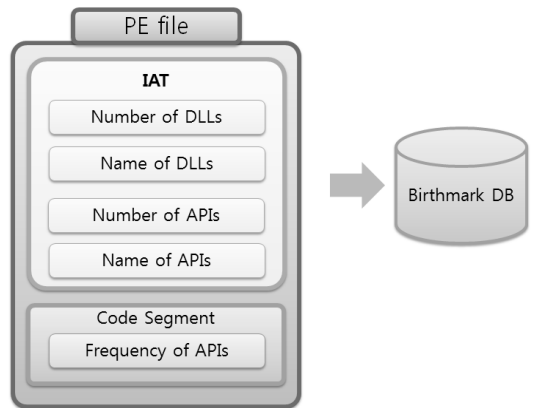 PE file
IAT
Number of DLLs
Name of DLLs
Number of APIs
Name of APIs
Code Segment
Frequency of APIs
Birthmark DB